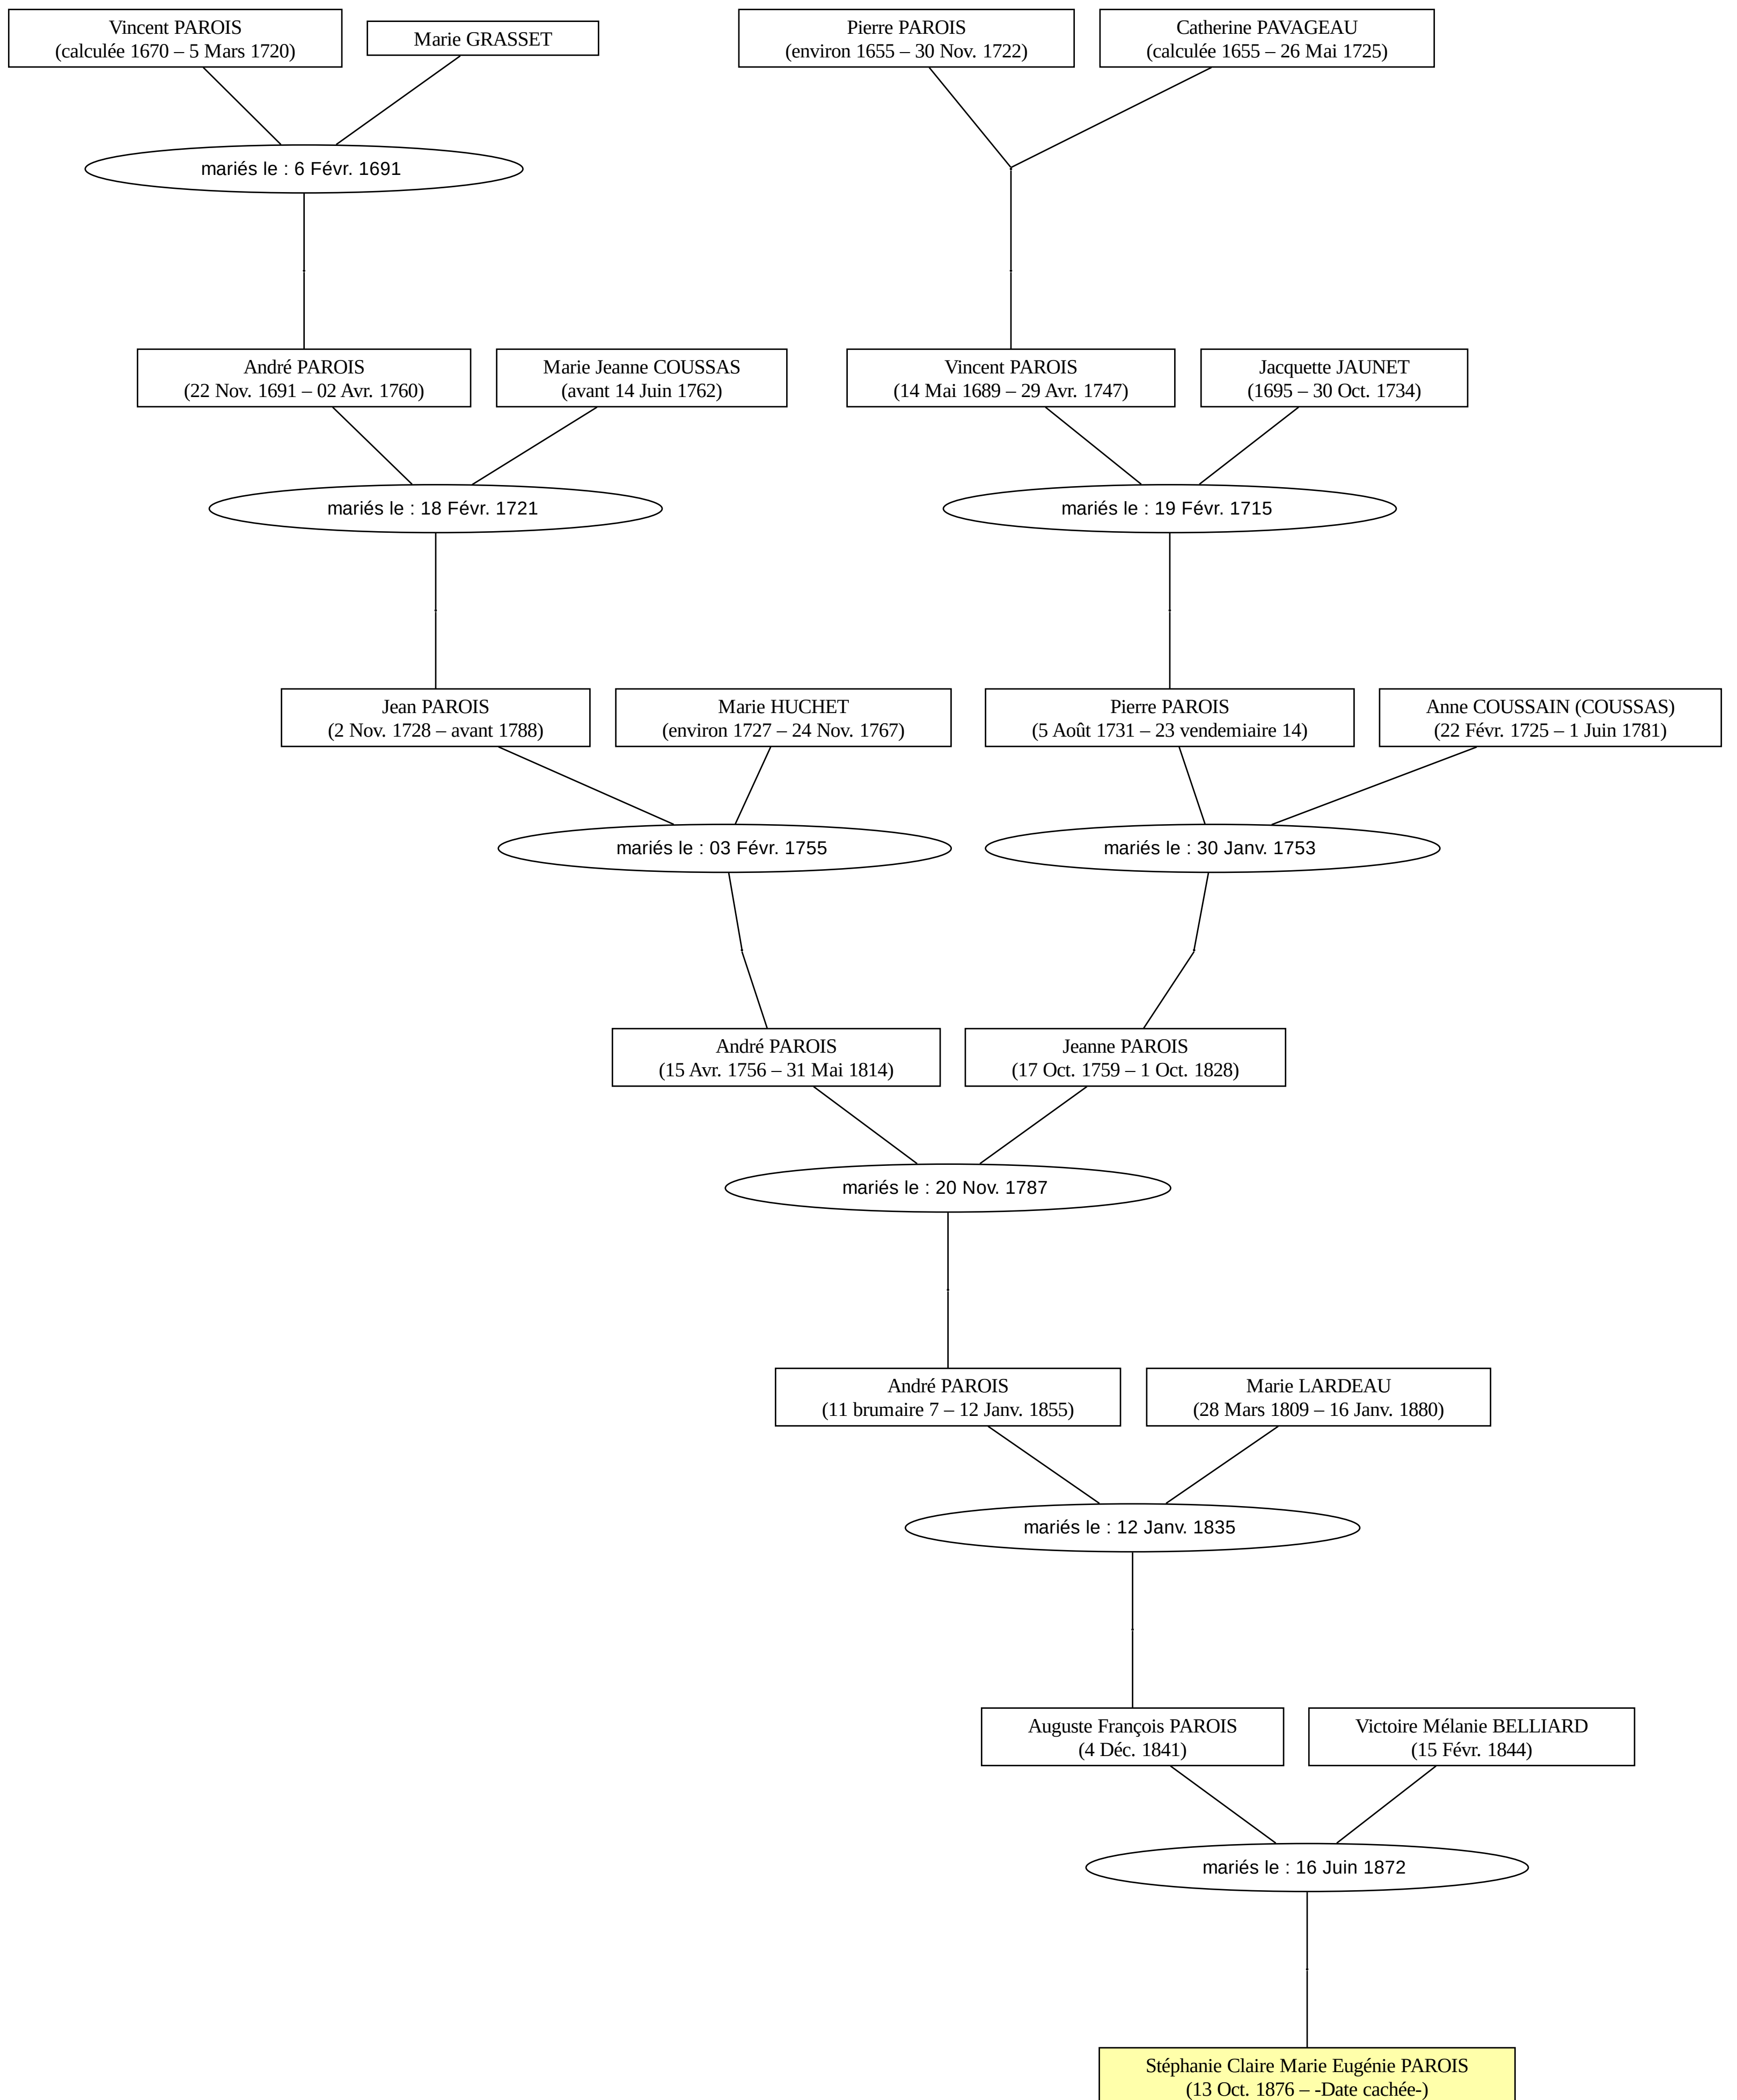 Vincent PAROIS
(calculée 1670 – 5 Mars 1720)
Marie GRASSET
Pierre PAROIS
(environ 1655 – 30 Nov. 1722)
Catherine PAVAGEAU
(calculée 1655 – 26 Mai 1725)
mariés le : 6 Févr. 1691
André PAROIS
(22 Nov. 1691 – 02 Avr. 1760)
Marie Jeanne COUSSAS
(avant 14 Juin 1762)
Vincent PAROIS
(14 Mai 1689 – 29 Avr. 1747)
Jacquette JAUNET
(1695 – 30 Oct. 1734)
mariés le : 18 Févr. 1721
mariés le : 19 Févr. 1715
Jean PAROIS
(2 Nov. 1728 – avant 1788)
Marie HUCHET
(environ 1727 – 24 Nov. 1767)
Pierre PAROIS
(5 Août 1731 – 23 vendemiaire 14)
Anne COUSSAIN (COUSSAS)
(22 Févr. 1725 – 1 Juin 1781)
mariés le : 03 Févr. 1755
mariés le : 30 Janv. 1753
André PAROIS
(15 Avr. 1756 – 31 Mai 1814)
Jeanne PAROIS
(17 Oct. 1759 – 1 Oct. 1828)
mariés le : 20 Nov. 1787
André PAROIS
(11 brumaire 7 – 12 Janv. 1855)
Marie LARDEAU
(28 Mars 1809 – 16 Janv. 1880)
mariés le : 12 Janv. 1835
Auguste François PAROIS
(4 Déc. 1841)
Victoire Mélanie BELLIARD
(15 Févr. 1844)
mariés le : 16 Juin 1872
Stéphanie Claire Marie Eugénie PAROIS
(13 Oct. 1876 – -Date cachée-)